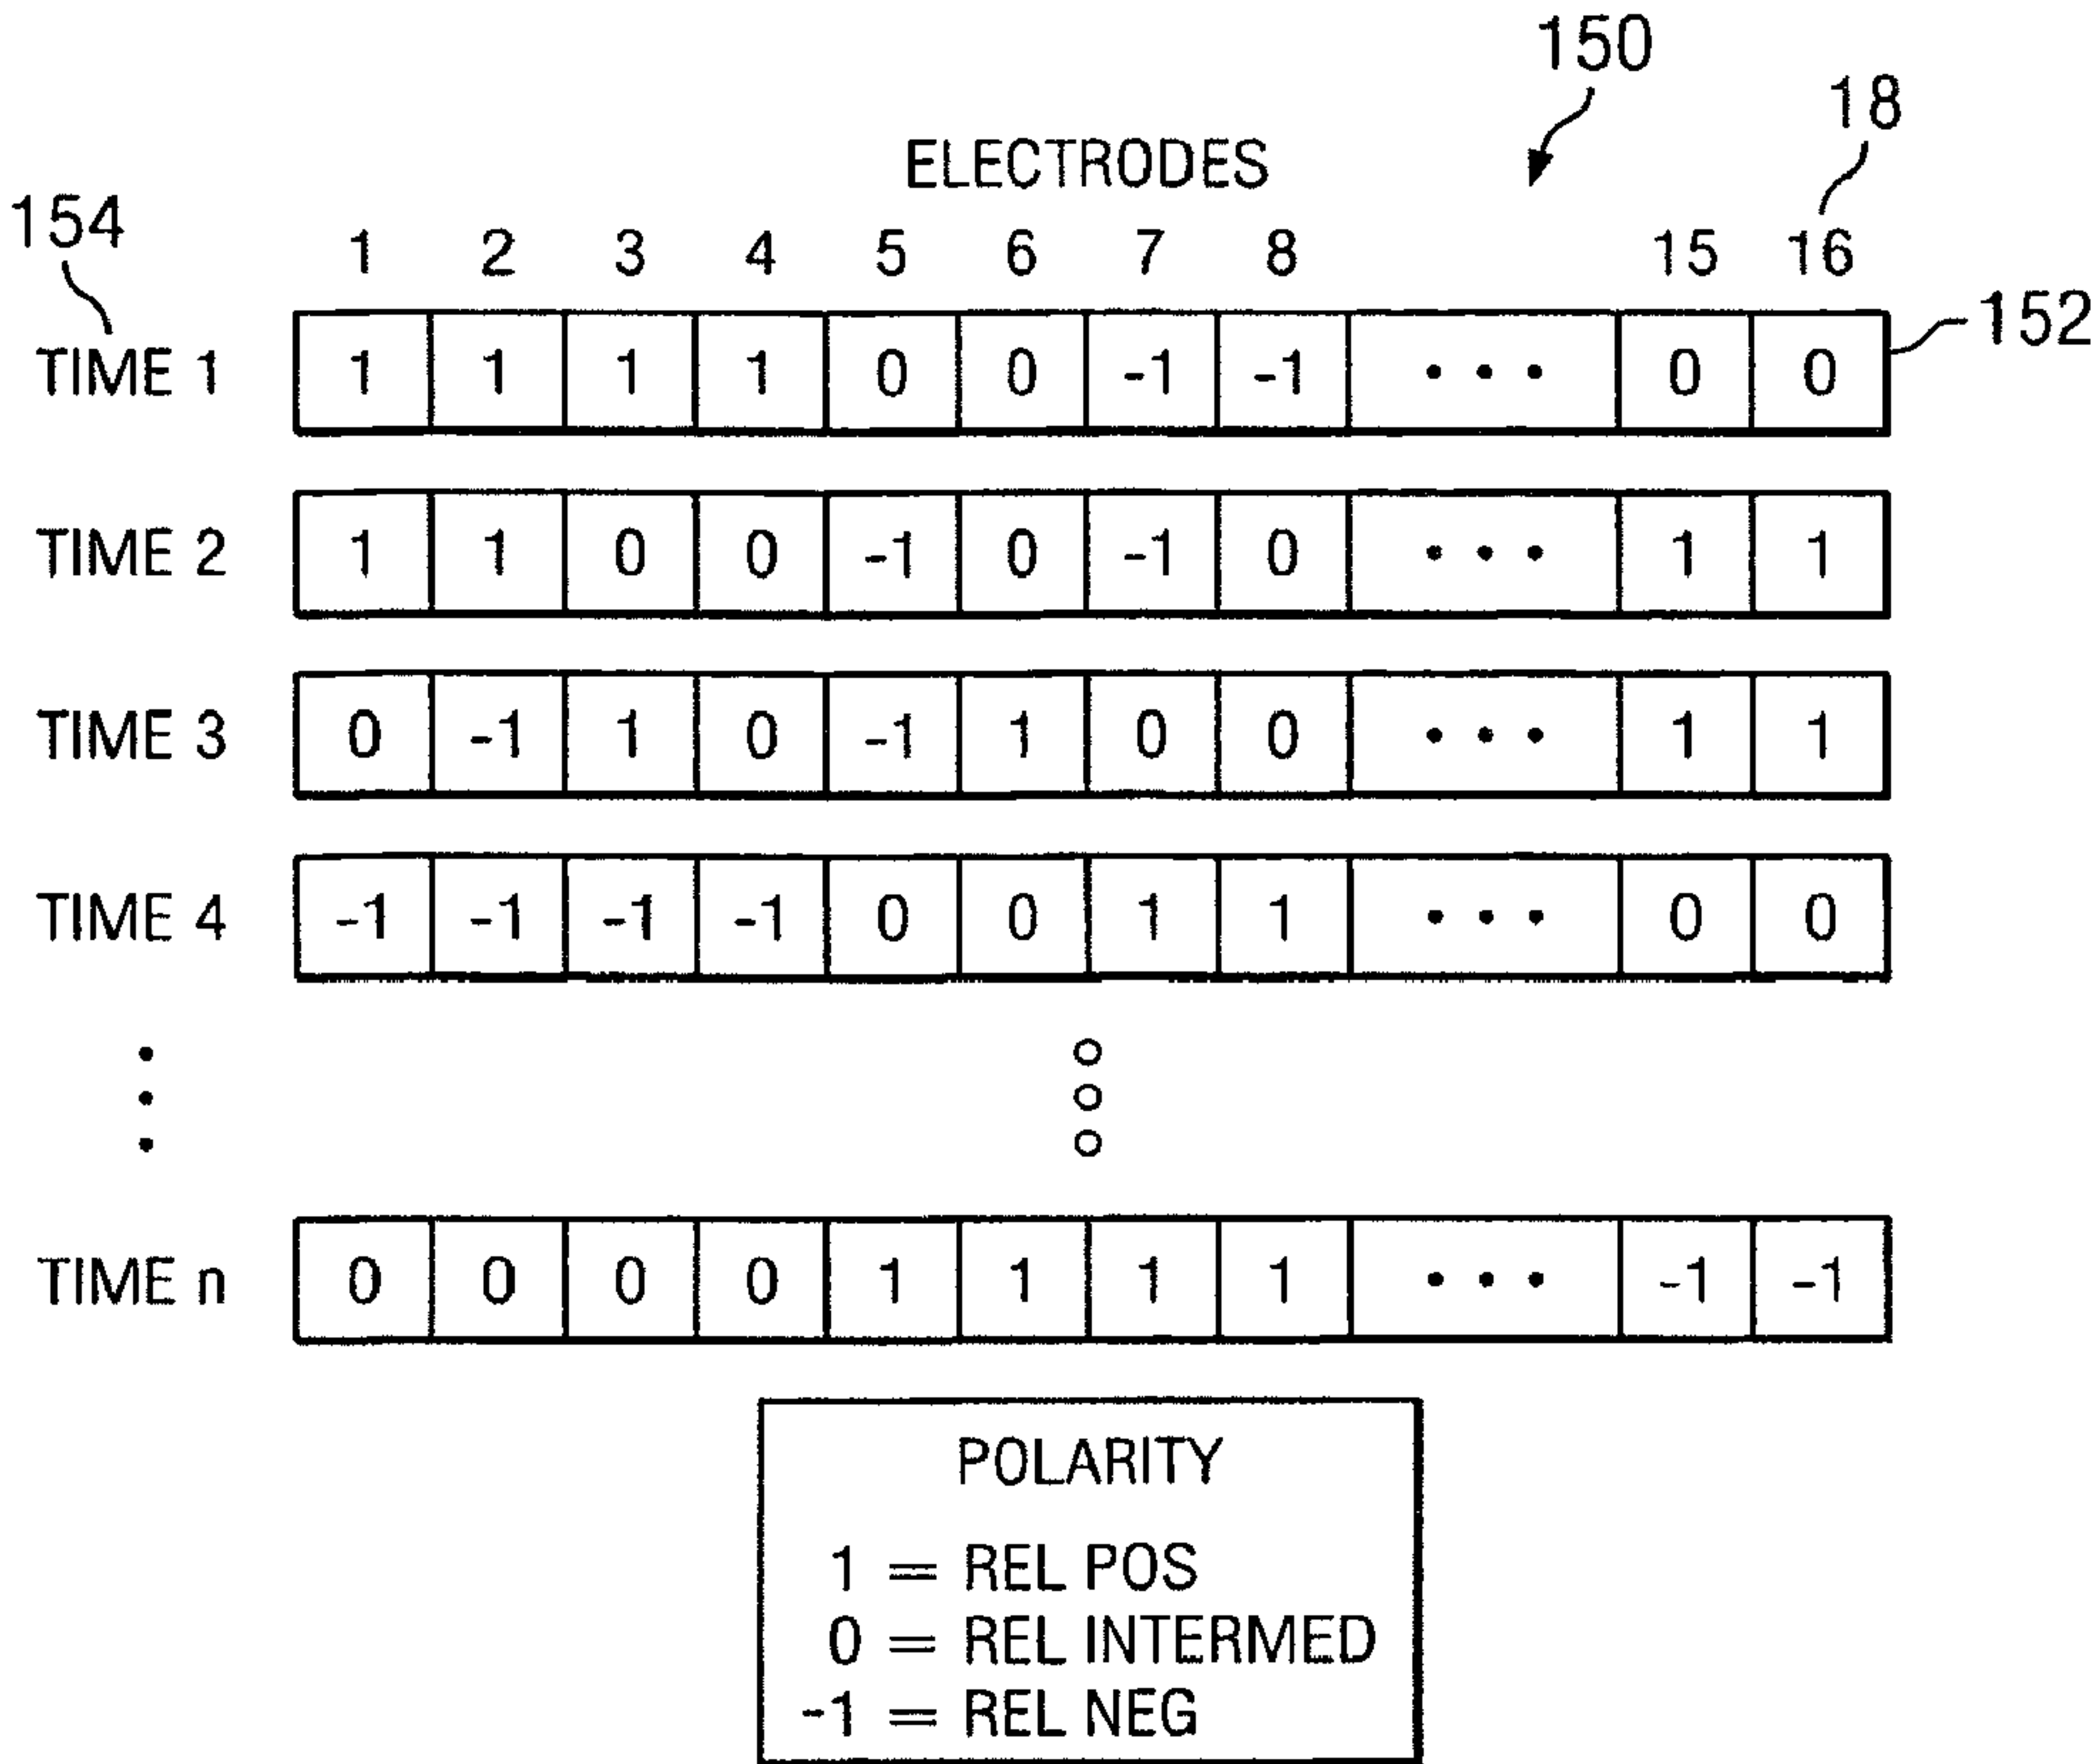 150
18
ELECTRODES
154
1 2 3 4 5 6 7 8 15 16
152
TIME 1 1 1 1 1 0 0 -1 -1 • • • 0 0
TIME 2 1 1 0 0 -1 0 -1 0 • • • 1 1
TIME 3 0 -1 1 0 -1 1 0 0 • • • 1 1
TIME 4 -1 -1 -1 -1 0 0 1 1 • • • 0 0
TIME n 0 0 0 0 1 1 1 1 • • • -1 -1
POLARITY
1 = REL POS
0 = REL INTERMED
-1 = REL NEG